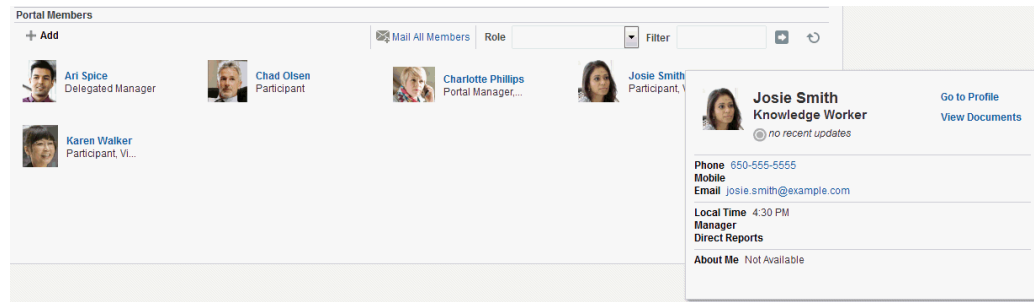 Portal Members
Add
Mail All Members Role Filter
Ari Spice
Delegated Manager
Chad Olsen
Participant
Charlotte Phillips
Portal Manager,...
Josie Smith
Participant,
Karen Walker
Participant, Vi...
Josie Smith
Knowledge Worker
no recent updates
Go to Profile
View Documents
Phone 650-555-5555
Mobile
Email josie.smith@example.com
Local Time 4:30 PM
Manager
Direct Reports
About Me Not Available